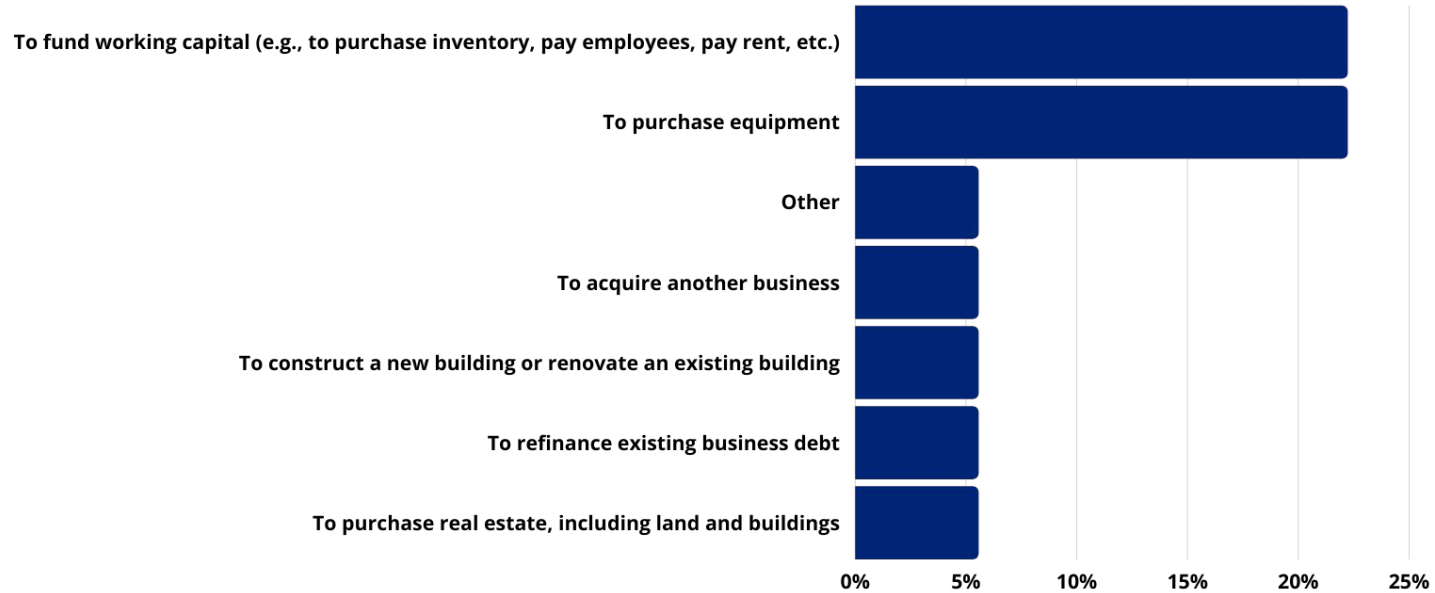 To fund working capital (e.g., to purchase inventory, pay employees, pay rent, etc.)
To purchase equipment
Other
To acquire another business
To construct a new building or renovate an existing building
To refinance existing business debt
To purchase real estate, including land and buildings
0% 5% 10% 15% 20% 25%